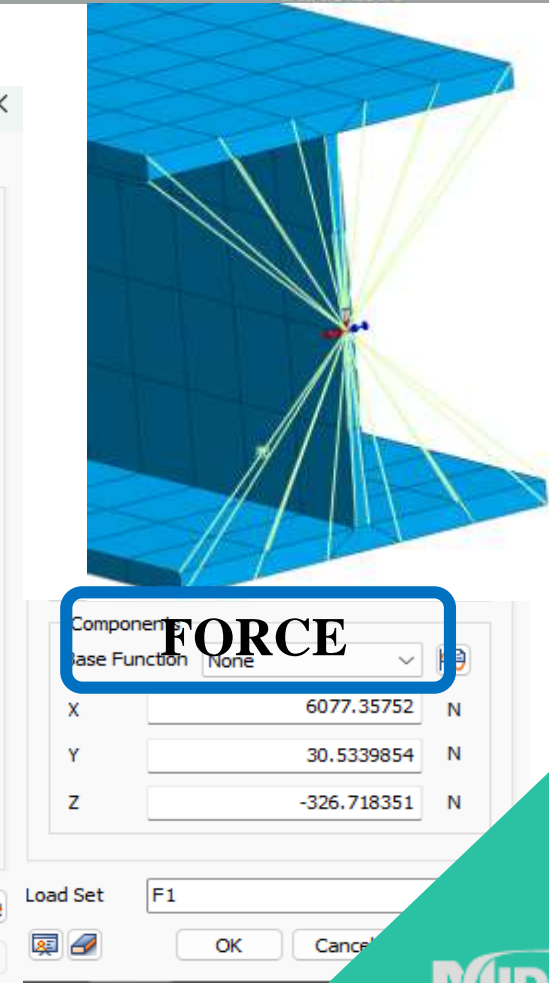 Components
FORCE
Base Function None
X 6077.35752 N
Y 30.5339854 N
Z -326.718351 N
Load Set F1
OK Cancel